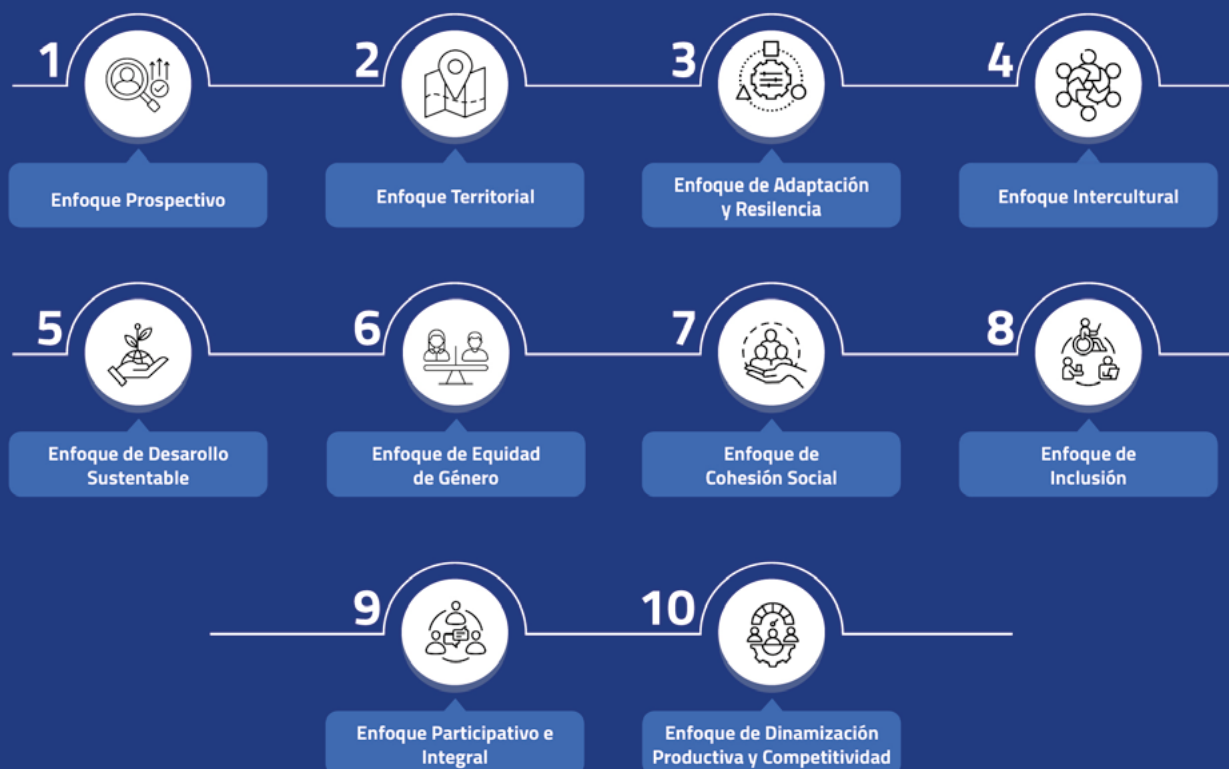 1
Enfoque Prospectivo
2
Enfoque Territorial
3
Enfoque de Adaptación
y Resilencia
4
Enfoque Intercultural
5
Enfoque de Desarollo
Sustentable
6
Enfoque de Equidad
de Género
7
Enfoque de
Cohesión Social
8
Enfoque de
Inclusión
9
Enfoque Participativo e
Integral
10
Enfoque de Dinamización
Productiva y Competitividad